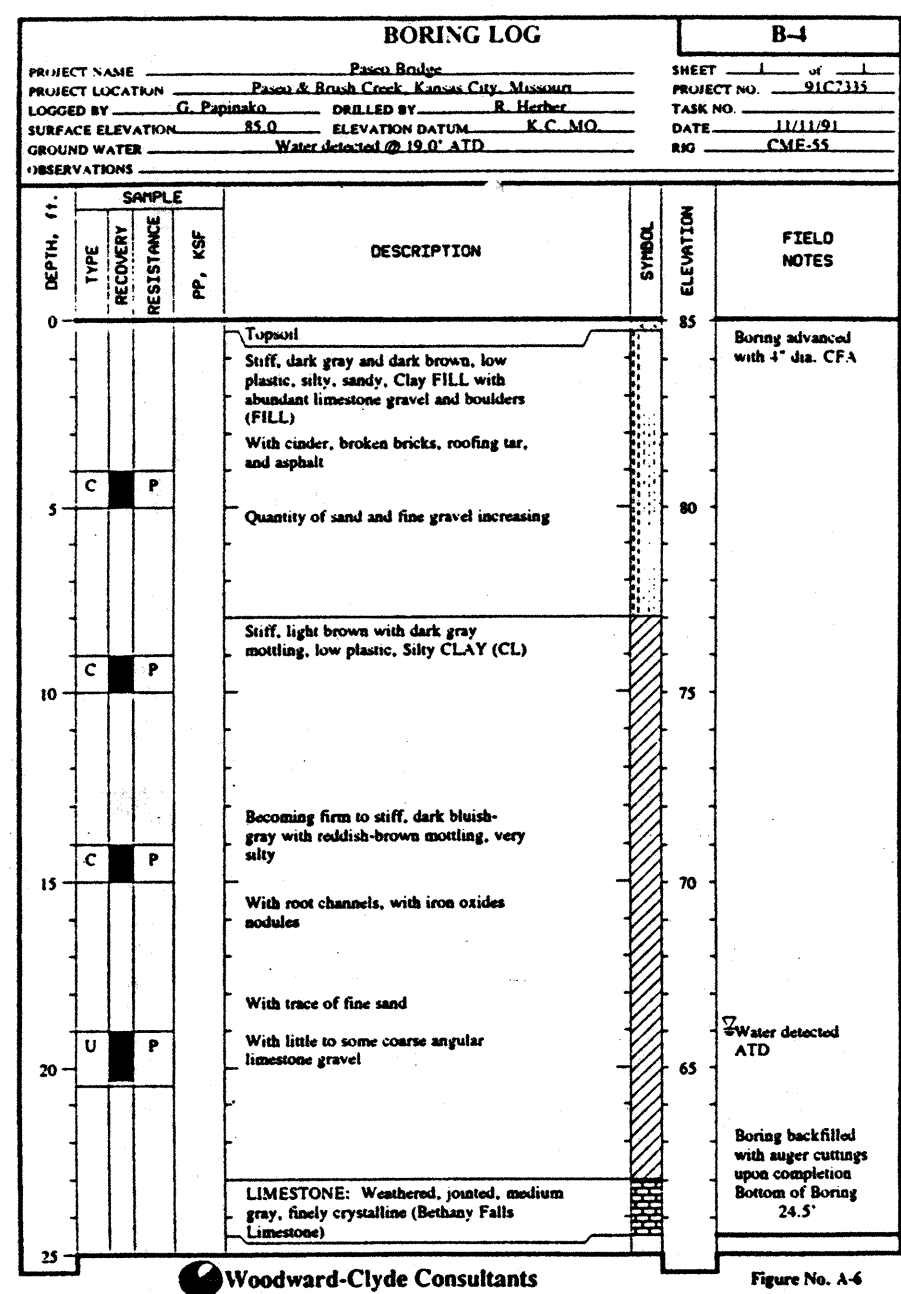 BORING LOG
B-4
PROJECT NAME Paseo Bridge
SHEET 1 of 1
PROJECT LOCATION Paseo & Brush Creek, Kansas City, Missouri
PROJECT NO. 91C7335
LOGGED BY G. Papinako DRILLED BY R. Herber
TASK NO.
SURFACE ELEVATION 85.0 ELEVATION DATUM K.C. MO.
DATE 11/11/91
GROUND WATER Water detected @ 19.0' ATD
RIG CME-55
OBSERVATIONS
DEPTH, ft.
SAMPLE
TYPE
RECOVERY
RESISTANCE
PP, KSF
DESCRIPTION
SYMBOL
ELEVATION
FIELD
NOTES
0
85
Topsoil
Boring advanced
with 4" dia. CFA
Stiff, dark gray and dark brown, low
plastic, silty, sandy, Clay FILL with
abundant limestone gravel and boulders
(FILL)
With cinder, broken bricks, roofing tar,
and asphalt
C P
5
80
Quantity of sand and fine gravel increasing
Stiff, light brown with dark gray
mottling, low plastic, Silty CLAY (CL)
C P
10
75
Becoming firm to stiff, dark bluish-
gray with reddish-brown mottling, very
silty
C P
15
70
With root channels, with iron oxides
nodules
With trace of fine sand
Water detected
ATD
With little to some coarse angular
limestone gravel
U P
20
65
Boring backfilled
with auger cuttings
upon completion
Bottom of Boring
24.5'
LIMESTONE: Weathered, jointed, medium
gray, finely crystalline (Bethany Falls
Limestone)
25
Woodward-Clyde Consultants
Figure No. A-6